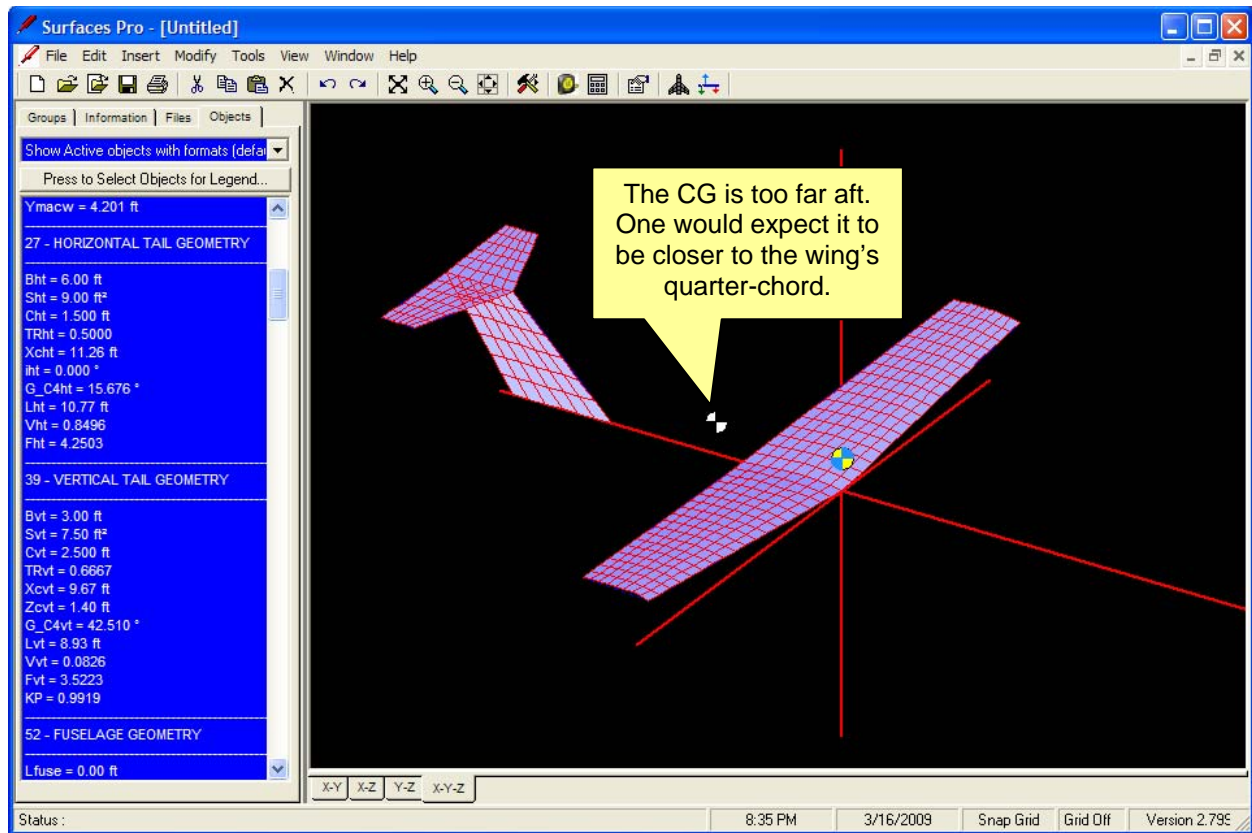 Surfaces Pro - [Untitled]
File Edit Insert Modify Tools View Window Help
Groups Information Files Objects
Show Active objects with formats (defau
Press to Select Objects for Legend...
Ymacw = 4.201 ft
27 - HORIZONTAL TAIL GEOMETRY
Bht = 6.00 ft
Sht = 9.00 ft²
Cht = 1.500 ft
TRht = 0.5000
Xcht = 11.26 ft
iht = 0.000 °
G_C4ht = 15.676 °
Lht = 10.77 ft
Vht = 0.8496
Fht = 4.2503
39 - VERTICAL TAIL GEOMETRY
Bvt = 3.00 ft
Svt = 7.50 ft²
Cvt = 2.500 ft
TRvt = 0.6667
Xcvt = 9.67 ft
Zcvt = 1.40 ft
G_C4vt = 42.510 °
Lvt = 8.93 ft
Vvt = 0.0826
Fvt = 3.5223
KP = 0.9919
52 - FUSELAGE GEOMETRY
Lfuse = 0.00 ft
The CG is too far aft.
One would expect it to
be closer to the wing’s
quarter-chord.
X-Y X-Z Y-Z X-Y-Z
Status : 8:35 PM 3/16/2009 Snap Grid Grid Off Version